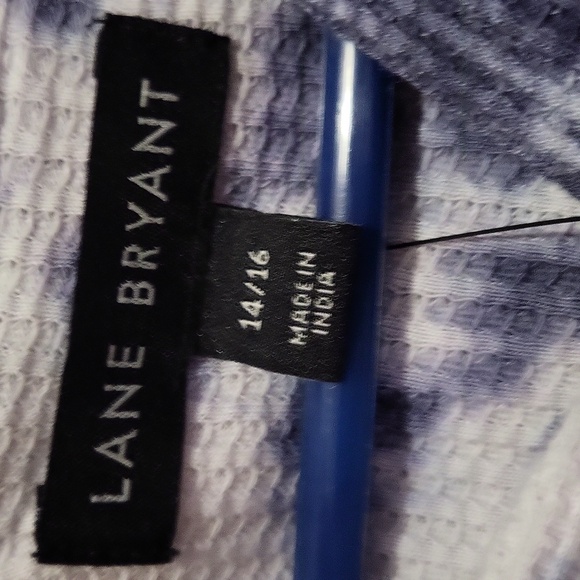 LANE BRYANT
14/16
MADE IN
INDIA